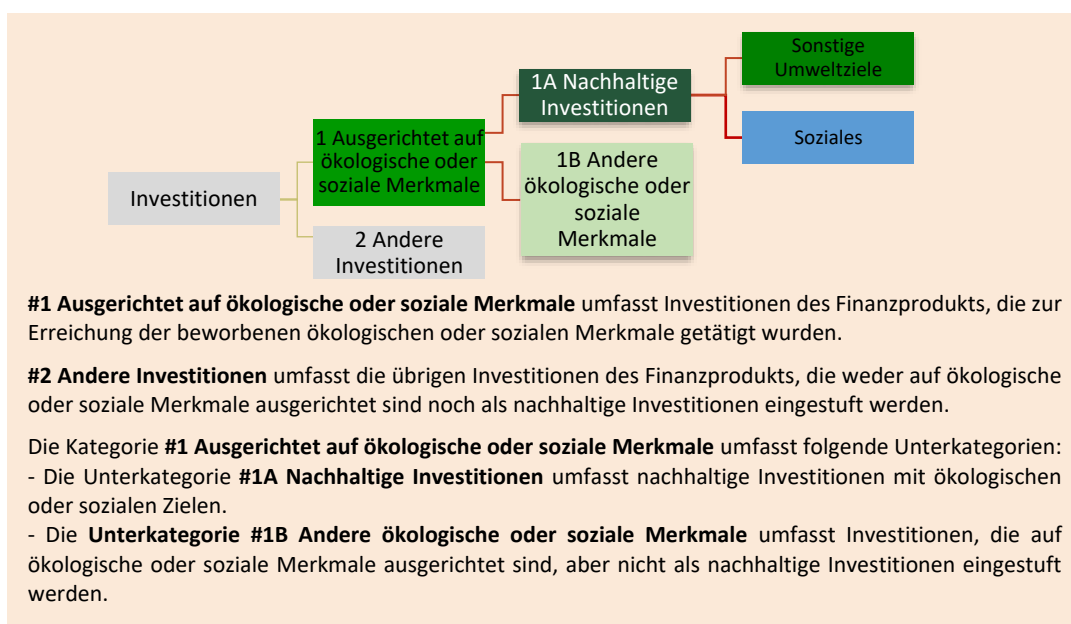 Sonstige
Umweltziele
1A Nachhaltige
Investitionen
Soziales
1 Ausgerichtet auf
ökologische oder
soziale Merkmale
1B Andere
ökologische oder
soziale
Merkmale
Investitionen
2 Andere
Investitionen
#1 Ausgerichtet auf ökologische oder soziale Merkmale umfasst Investitionen des Finanzprodukts, die zur
Erreichung der beworbenen ökologischen oder sozialen Merkmale getätigt wurden.
#2 Andere Investitionen umfasst die übrigen Investitionen des Finanzprodukts, die weder auf ökologische
oder soziale Merkmale ausgerichtet sind noch als nachhaltige Investitionen eingestuft werden.
Die Kategorie #1 Ausgerichtet auf ökologische oder soziale Merkmale umfasst folgende Unterkategorien:
- Die Unterkategorie #1A Nachhaltige Investitionen umfasst nachhaltige Investitionen mit ökologischen
oder sozialen Zielen.
- Die Unterkategorie #1B Andere ökologische oder soziale Merkmale umfasst Investitionen, die auf
ökologische oder soziale Merkmale ausgerichtet sind, aber nicht als nachhaltige Investitionen eingestuft
werden.